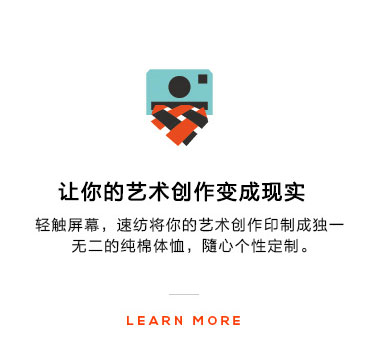 让你的艺术创作变成现实
轻触屏幕，速纺将你的艺术创作印制成独一
无二的纯棉体恤，隨心个性定制。
LEARN MORE